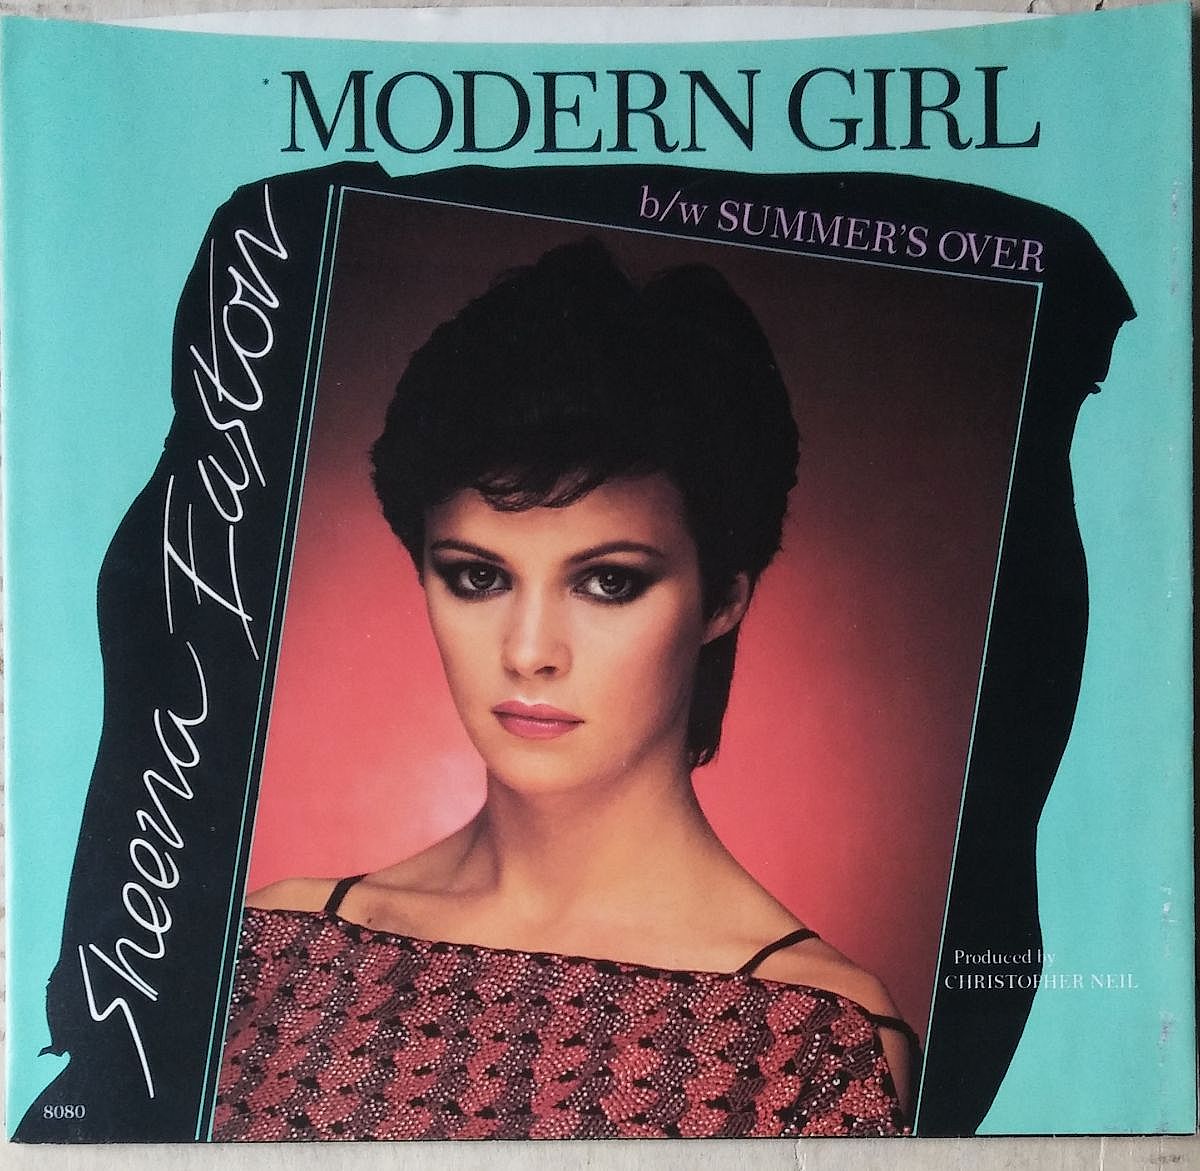 *MODERN GIRL
b/w SUMMER'S OVER
Sheena Easton
Produced by
CHRISTOPHER NEIL
8080